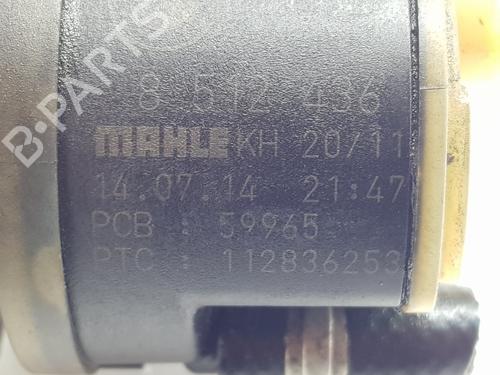 B-PARTS
8 512 436
MAHLE KH 20/11
14.07.14 21:47
PCB : 59965
PTC : 112836253